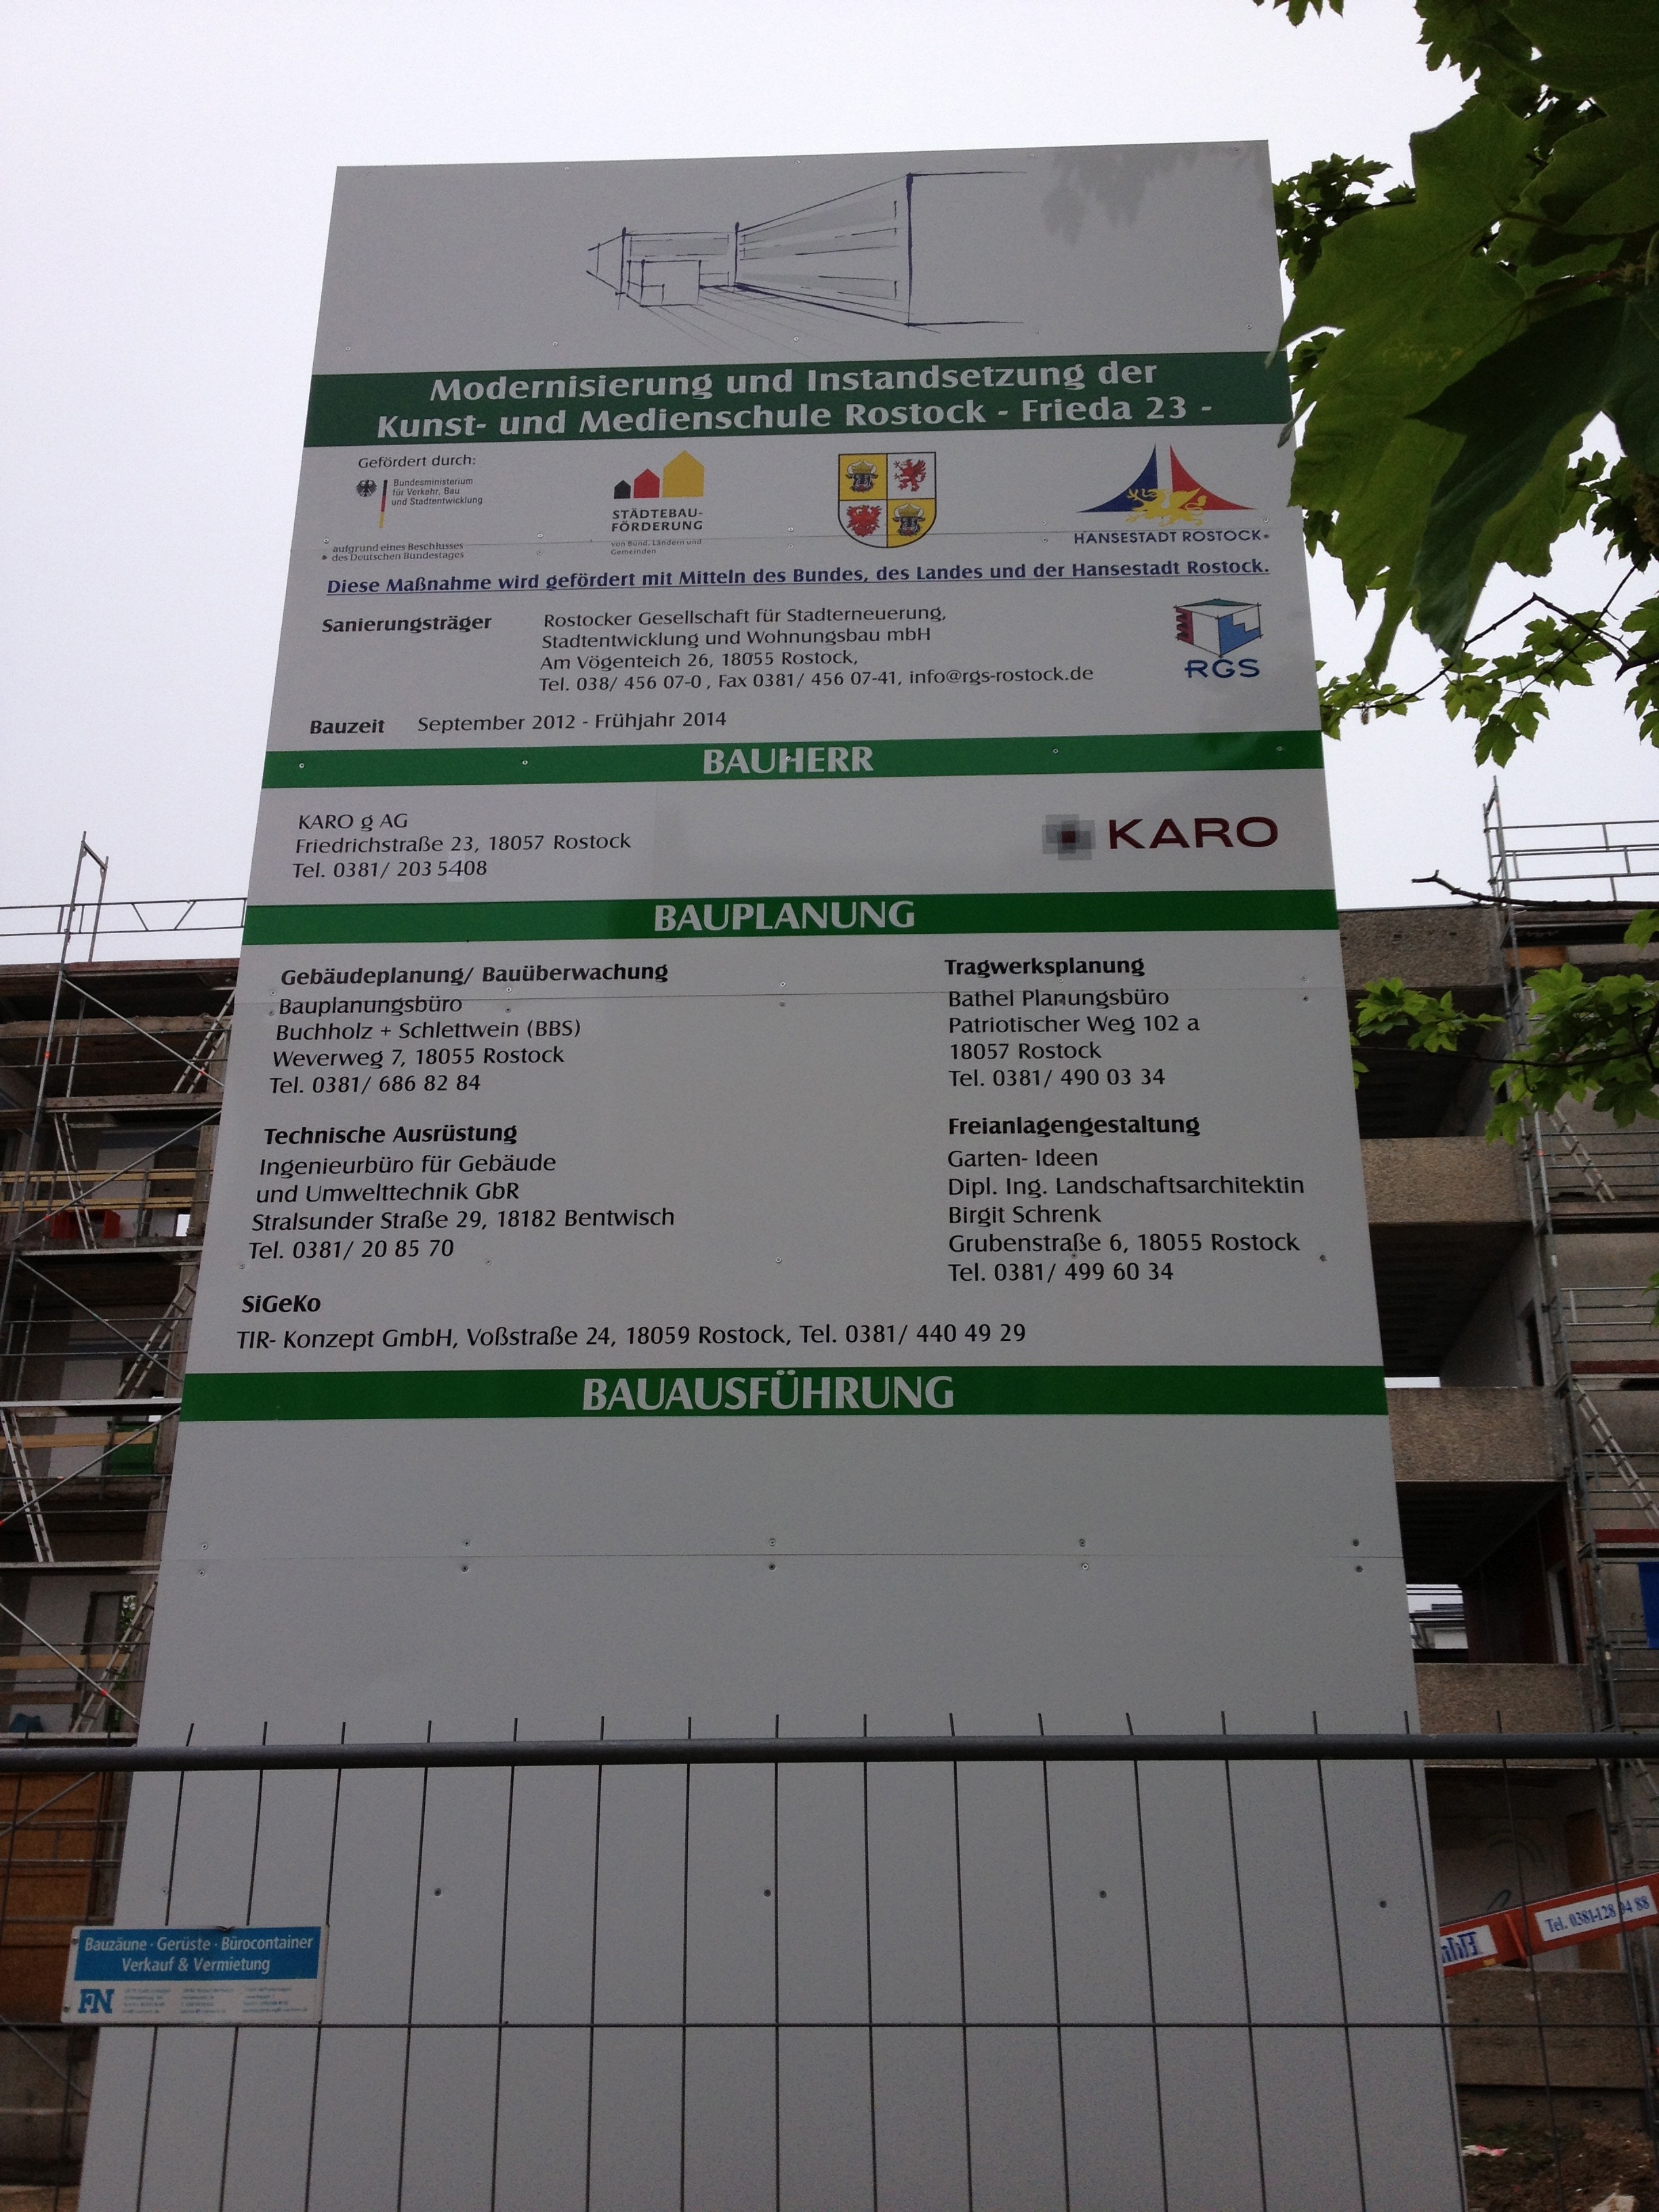 Modernisierung und Instandsetzung der
Kunst- und Medienschule Rostock - Frieda 23 -
Gefördert durch:
Bundesministerium
für Verkehr, Bau
und Stadtentwicklung
aufgrund eines Beschlusses
des Deutschen Bundestages
STÄDTEBAU-
FÖRDERUNG
von Bund, Ländern und
Gemeinden
HANSESTADT ROSTOCK
Diese Maßnahme wird gefördert mit Mitteln des Bundes, des Landes und der Hansestadt Rostock.
Sanierungsträger
Rostocker Gesellschaft für Stadterneuerung,
Stadtentwicklung und Wohnungsbau mbH
Am Vögenteich 26, 18055 Rostock,
Tel. 038/ 456 07-0 , Fax 0381/ 456 07-41, info@rgs-rostock.de
RGS
Bauzeit September 2012 - Frühjahr 2014
BAUHERR
KARO g AG
Friedrichstraße 23, 18057 Rostock
Tel. 0381/ 203 5408
KARO
BAUPLANUNG
Gebäudeplanung/ Bauüberwachung
Bauplanungsbüro
Buchholz + Schlettwein (BBS)
Weverweg 7, 18055 Rostock
Tel. 0381/ 686 82 84
Tragwerksplanung
Bathel Planungsbüro
Patriotischer Weg 102 a
18057 Rostock
Tel. 0381/ 490 03 34
Technische Ausrüstung
Ingenieurbüro für Gebäude
und Umwelttechnik GbR
Stralsunder Straße 29, 18182 Bentwisch
Tel. 0381/ 20 85 70
Freianlagengestaltung
Garten- Ideen
Dipl. Ing. Landschaftsarchitektin
Birgit Schrenk
Grubenstraße 6, 18055 Rostock
Tel. 0381/ 499 60 34
SiGeKo
TIR- Konzept GmbH, Voßstraße 24, 18059 Rostock, Tel. 0381/ 440 49 29
BAUAUSFÜHRUNG
Bauzäune · Gerüste · Bürocontainer
Verkauf & Vermietung
FN
Tel. 0381-128 94 88